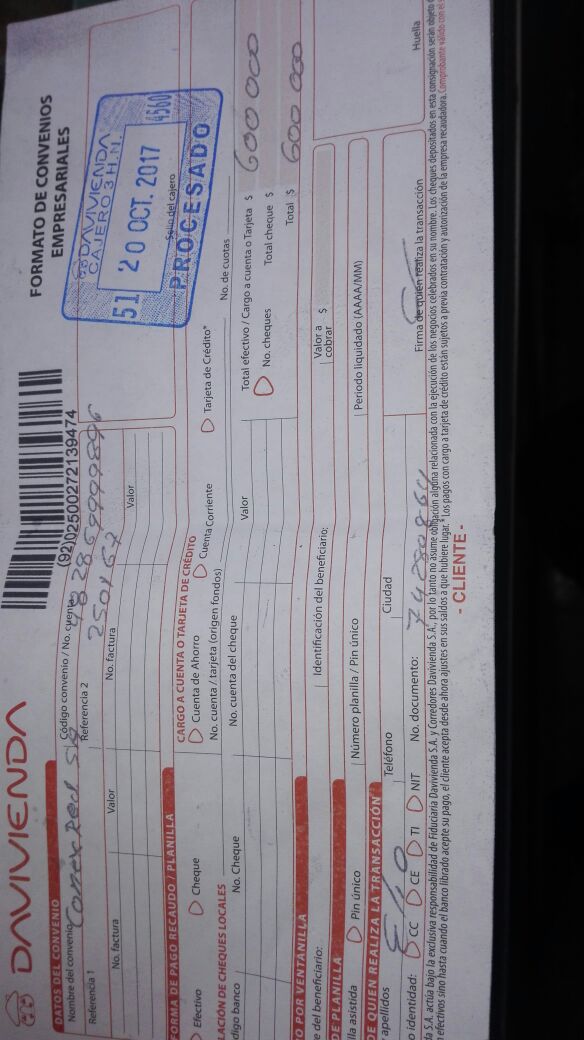 DAVIVIENDA
FORMATO DE CONVENIOS
EMPRESARIALES
(92)02500272139474
DATOS DEL CONVENIO
Nombre del convenio ConexRed SA
Código convenio / No. cuenta
Referencia 1
Referencia 2 250167
No. factura Valor No. factura Valor
DAVIVIENDA
CAJERO 3 H.N.
51 20 OCT. 2017 4560
Sello del cajero
PROCESADO
FORMA DE PAGO RECAUDO / PLANILLA
Efectivo Cheque
CARGO A CUENTA O TARJETA DE CRÉDITO
Cuenta de Ahorro Cuenta Corriente Tarjeta de Crédito*
No. cuenta / tarjeta (origen fondos) No. de cuotas
LACIÓN DE CHEQUES LOCALES
digo banco No. Cheque No. cuenta del cheque Valor
Total efectivo / Cargo a cuenta o Tarjeta $ 600 000
No. cheques Total cheque $
Total $ 600 000
O POR VENTANILLA
e del beneficiario: Identificación del beneficiario: Valor a cobrar $
DE PLANILLA
lla asistida Pin único Número planilla / Pin único Periodo liquidado (AAAA/MM)
DE QUIEN REALIZA LA TRANSACCIÓN
apellidos Teléfono Ciudad
o identidad: CC CE TI NIT No. documento: Firma de quien realiza la transacción Huella
da S.A. actúa bajo la exclusiva responsabilidad de Fiduciaria Davivienda S.A. y Corredores Davivienda S.A., por lo tanto no asume obligación alguna relacionada con la ejecución de los negocios celebrados en su nombre. Los cheques depositados en esta consignación serán objeto
efectivos sino hasta cuando el banco librado acepte su pago, el cliente acepta desde ahora ajustes en sus saldos a que hubiere lugar. *Los pagos con cargo a tarjeta de crédito están sujetos a previa contratación y autorización de la empresa recaudadora. Comprobante válido con el
- CLIENTE -